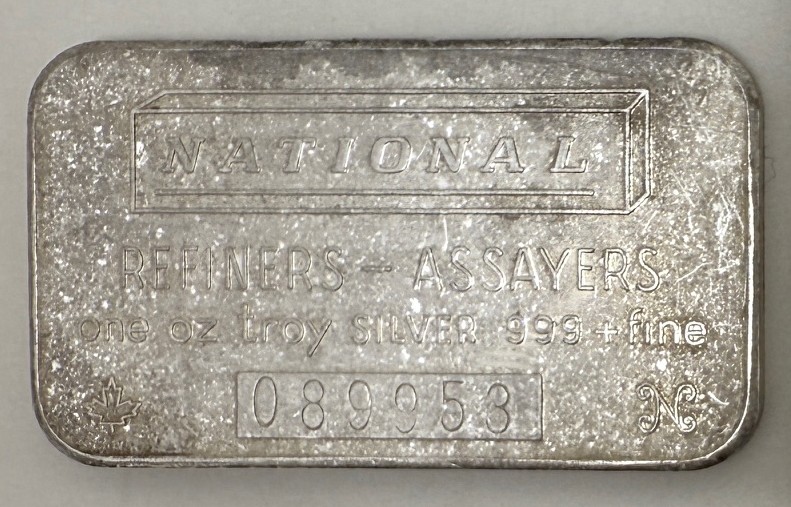 NATIONAL
REFINERS - ASSAYERS
one oz troy SILVER 999+fine
089953
N